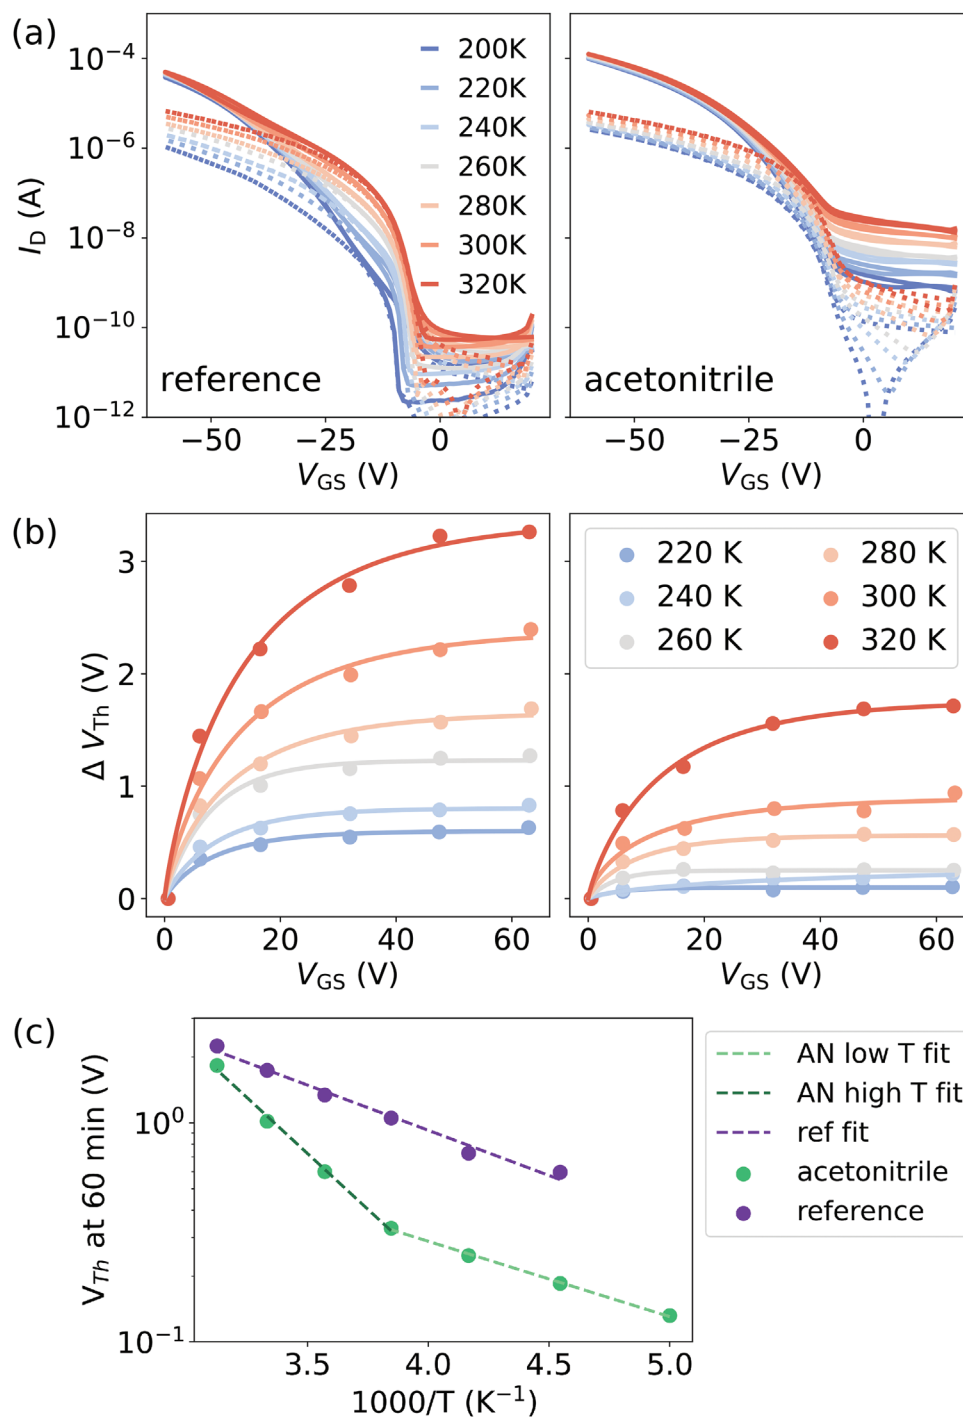 (a)
I_D (A)
10⁻⁴
10⁻⁶
10⁻⁸
10⁻¹⁰
10⁻¹²
200K
220K
240K
260K
280K
300K
320K
reference
acetonitrile
−50 −25 0
−50 −25 0
V_GS (V)
V_GS (V)
(b)
Δ V_Th (V)
3
2
1
0
220 K 280 K
240 K 300 K
260 K 320 K
0 20 40 60
0 20 40 60
V_GS (V)
V_GS (V)
(c)
V_Th at 60 min (V)
10⁰
10⁻¹
3.5 4.0 4.5 5.0
1000/T (K⁻¹)
AN low T fit
AN high T fit
ref fit
acetonitrile
reference